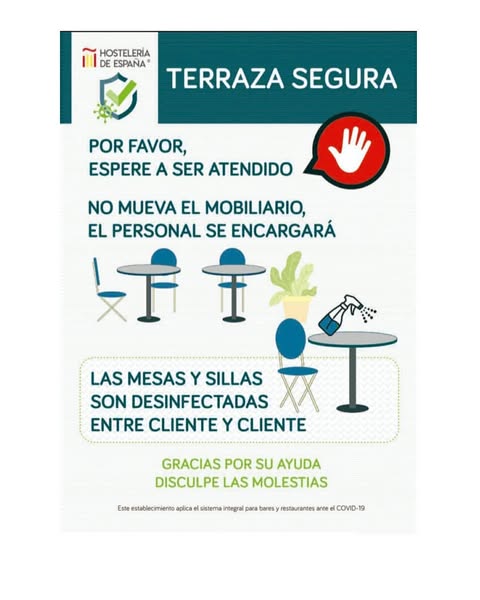 HOSTELERÍA
DE ESPAÑA®
TERRAZA SEGURA
POR FAVOR,
ESPERE A SER ATENDIDO
NO MUEVA EL MOBILIARIO,
EL PERSONAL SE ENCARGARÁ
LAS MESAS Y SILLAS
SON DESINFECTADAS
ENTRE CLIENTE Y CLIENTE
GRACIAS POR SU AYUDA
DISCULPE LAS MOLESTIAS
Este establecimiento aplica el sistema integral para bares y restaurantes ante el COVID-19